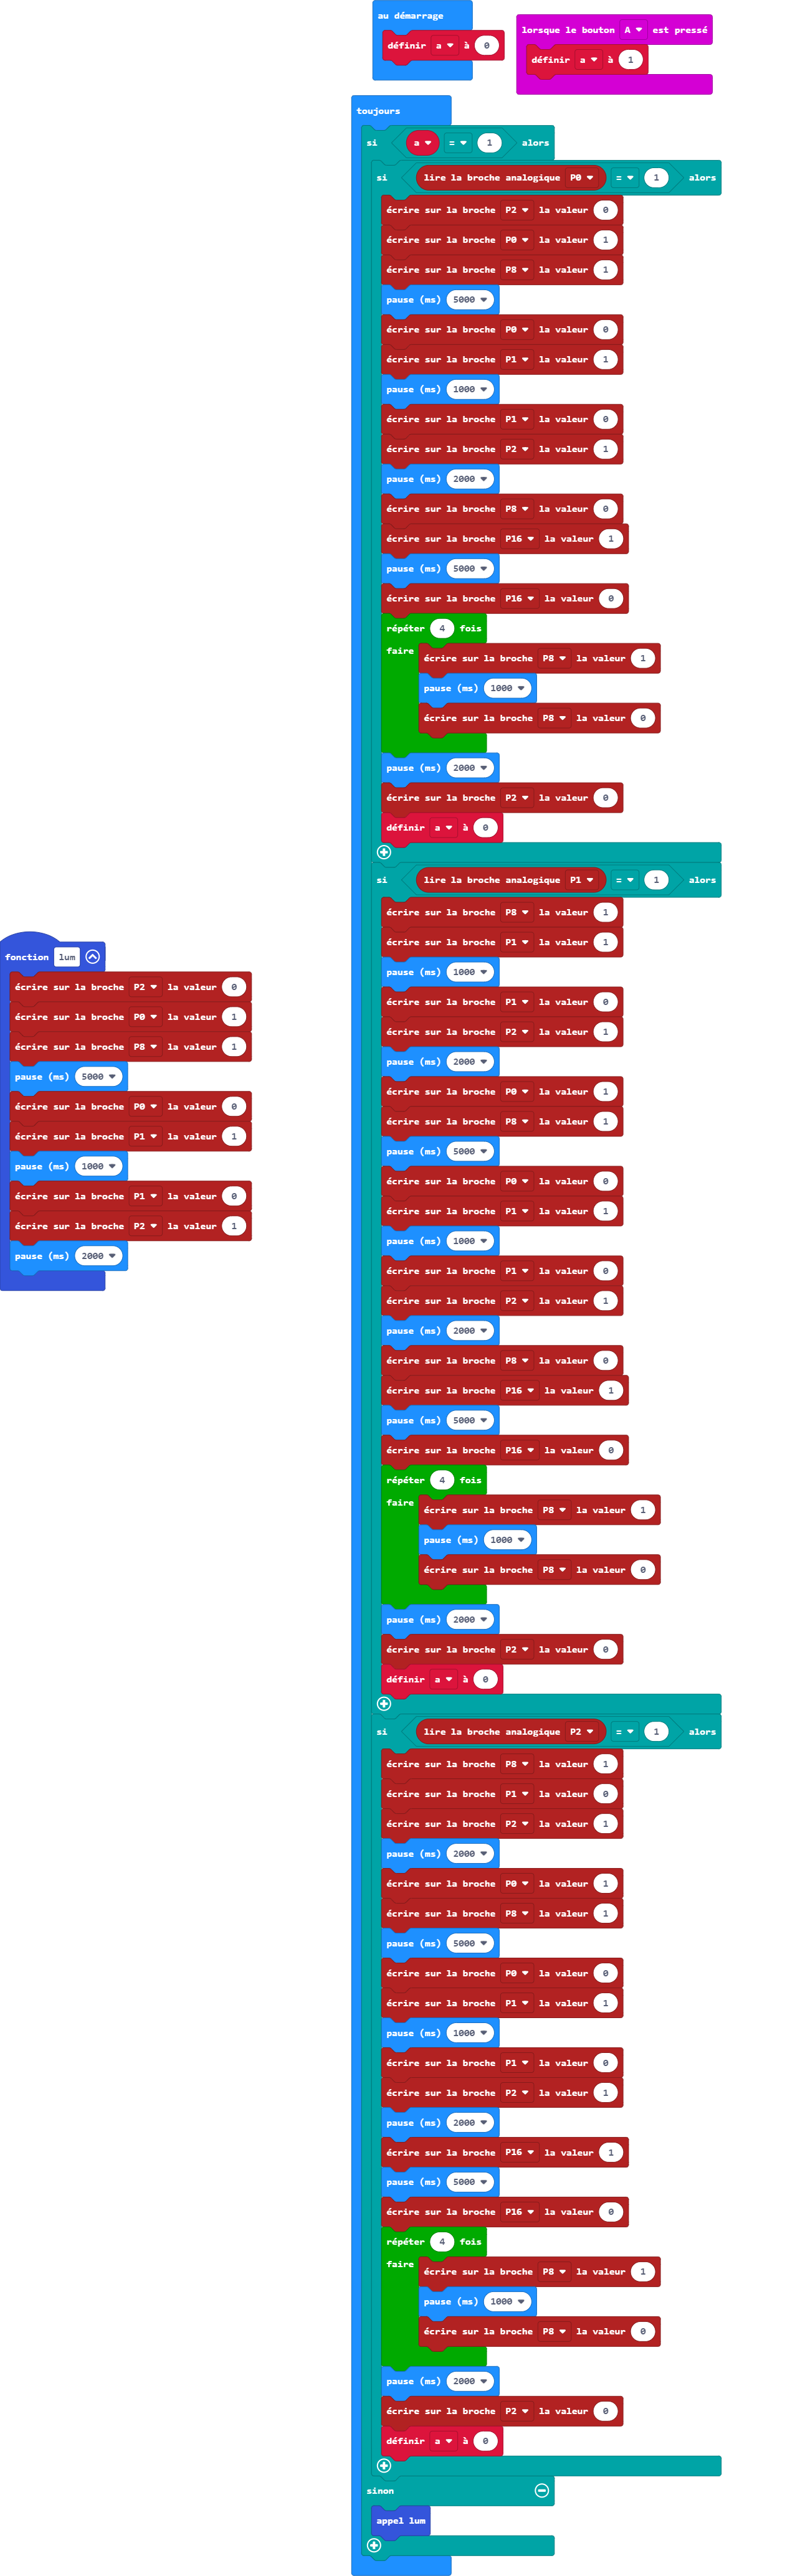 au démarrage
définir a à 0
lorsque le bouton A est pressé
définir a à 1
toujours
si a = 1 alors
si lire la broche analogique P0 = 1 alors
écrire sur la broche P2 la valeur 0
écrire sur la broche P0 la valeur 1
écrire sur la broche P8 la valeur 1
pause (ms) 5000
écrire sur la broche P0 la valeur 0
écrire sur la broche P1 la valeur 1
pause (ms) 1000
écrire sur la broche P1 la valeur 0
écrire sur la broche P2 la valeur 1
pause (ms) 2000
écrire sur la broche P8 la valeur 0
écrire sur la broche P16 la valeur 1
pause (ms) 5000
écrire sur la broche P16 la valeur 0
répéter 4 fois
faire écrire sur la broche P8 la valeur 1
pause (ms) 1000
écrire sur la broche P8 la valeur 0
pause (ms) 2000
écrire sur la broche P2 la valeur 0
définir a à 0
si lire la broche analogique P1 = 1 alors
écrire sur la broche P8 la valeur 1
écrire sur la broche P1 la valeur 1
pause (ms) 1000
écrire sur la broche P1 la valeur 0
écrire sur la broche P2 la valeur 1
pause (ms) 2000
écrire sur la broche P0 la valeur 1
écrire sur la broche P8 la valeur 1
pause (ms) 5000
écrire sur la broche P0 la valeur 0
écrire sur la broche P1 la valeur 1
pause (ms) 1000
écrire sur la broche P1 la valeur 0
écrire sur la broche P2 la valeur 1
pause (ms) 2000
écrire sur la broche P8 la valeur 0
écrire sur la broche P16 la valeur 1
pause (ms) 5000
écrire sur la broche P16 la valeur 0
répéter 4 fois
faire écrire sur la broche P8 la valeur 1
pause (ms) 1000
écrire sur la broche P8 la valeur 0
pause (ms) 2000
écrire sur la broche P2 la valeur 0
définir a à 0
si lire la broche analogique P2 = 1 alors
écrire sur la broche P8 la valeur 1
écrire sur la broche P1 la valeur 0
écrire sur la broche P2 la valeur 1
pause (ms) 2000
écrire sur la broche P0 la valeur 1
écrire sur la broche P8 la valeur 1
pause (ms) 5000
écrire sur la broche P0 la valeur 0
écrire sur la broche P1 la valeur 1
pause (ms) 1000
écrire sur la broche P1 la valeur 0
écrire sur la broche P2 la valeur 1
pause (ms) 2000
écrire sur la broche P16 la valeur 1
pause (ms) 5000
écrire sur la broche P16 la valeur 0
répéter 4 fois
faire écrire sur la broche P8 la valeur 1
pause (ms) 1000
écrire sur la broche P8 la valeur 0
pause (ms) 2000
écrire sur la broche P2 la valeur 0
définir a à 0
sinon
appel lum
fonction lum
écrire sur la broche P2 la valeur 0
écrire sur la broche P0 la valeur 1
écrire sur la broche P8 la valeur 1
pause (ms) 5000
écrire sur la broche P0 la valeur 0
écrire sur la broche P1 la valeur 1
pause (ms) 1000
écrire sur la broche P1 la valeur 0
écrire sur la broche P2 la valeur 1
pause (ms) 2000